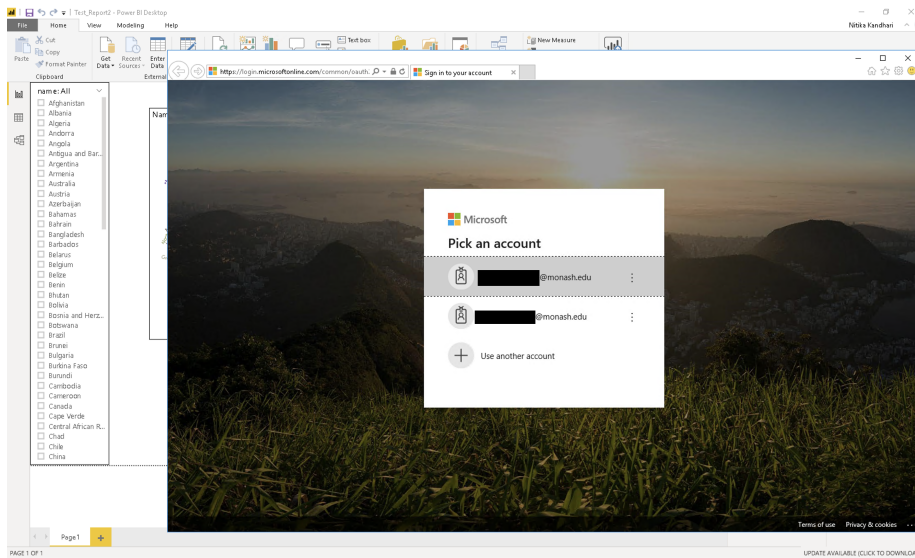 Test_Report2 - Power BI Desktop
Nitika Kandhari
File Home View Modeling Help
Paste
Cut
Copy
Format Painter
Clipboard
Get Data
Recent Sources
Enter Data
External
Text box
New Measure
https://login.microsoftonline.com/common/oauth.
Sign in to your account
name: All
Afghanistan
Albania
Algeria
Andorra
Angola
Antigua and Bar...
Argentina
Armenia
Australia
Austria
Azerbaijan
Bahamas
Bahrain
Bangladesh
Barbados
Belarus
Belgium
Belize
Benin
Bhutan
Bolivia
Bosnia and Herz...
Botswana
Brazil
Brunei
Bulgaria
Burkina Faso
Burundi
Cambodia
Cameroon
Canada
Cape Verde
Central African R...
Chad
Chile
China
Nam
Microsoft
Pick an account
@monash.edu
@monash.edu
Use another account
Terms of use Privacy & cookies ...
Page1
PAGE 1 OF 1
UPDATE AVAILABLE (CLICK TO DOWNLOA